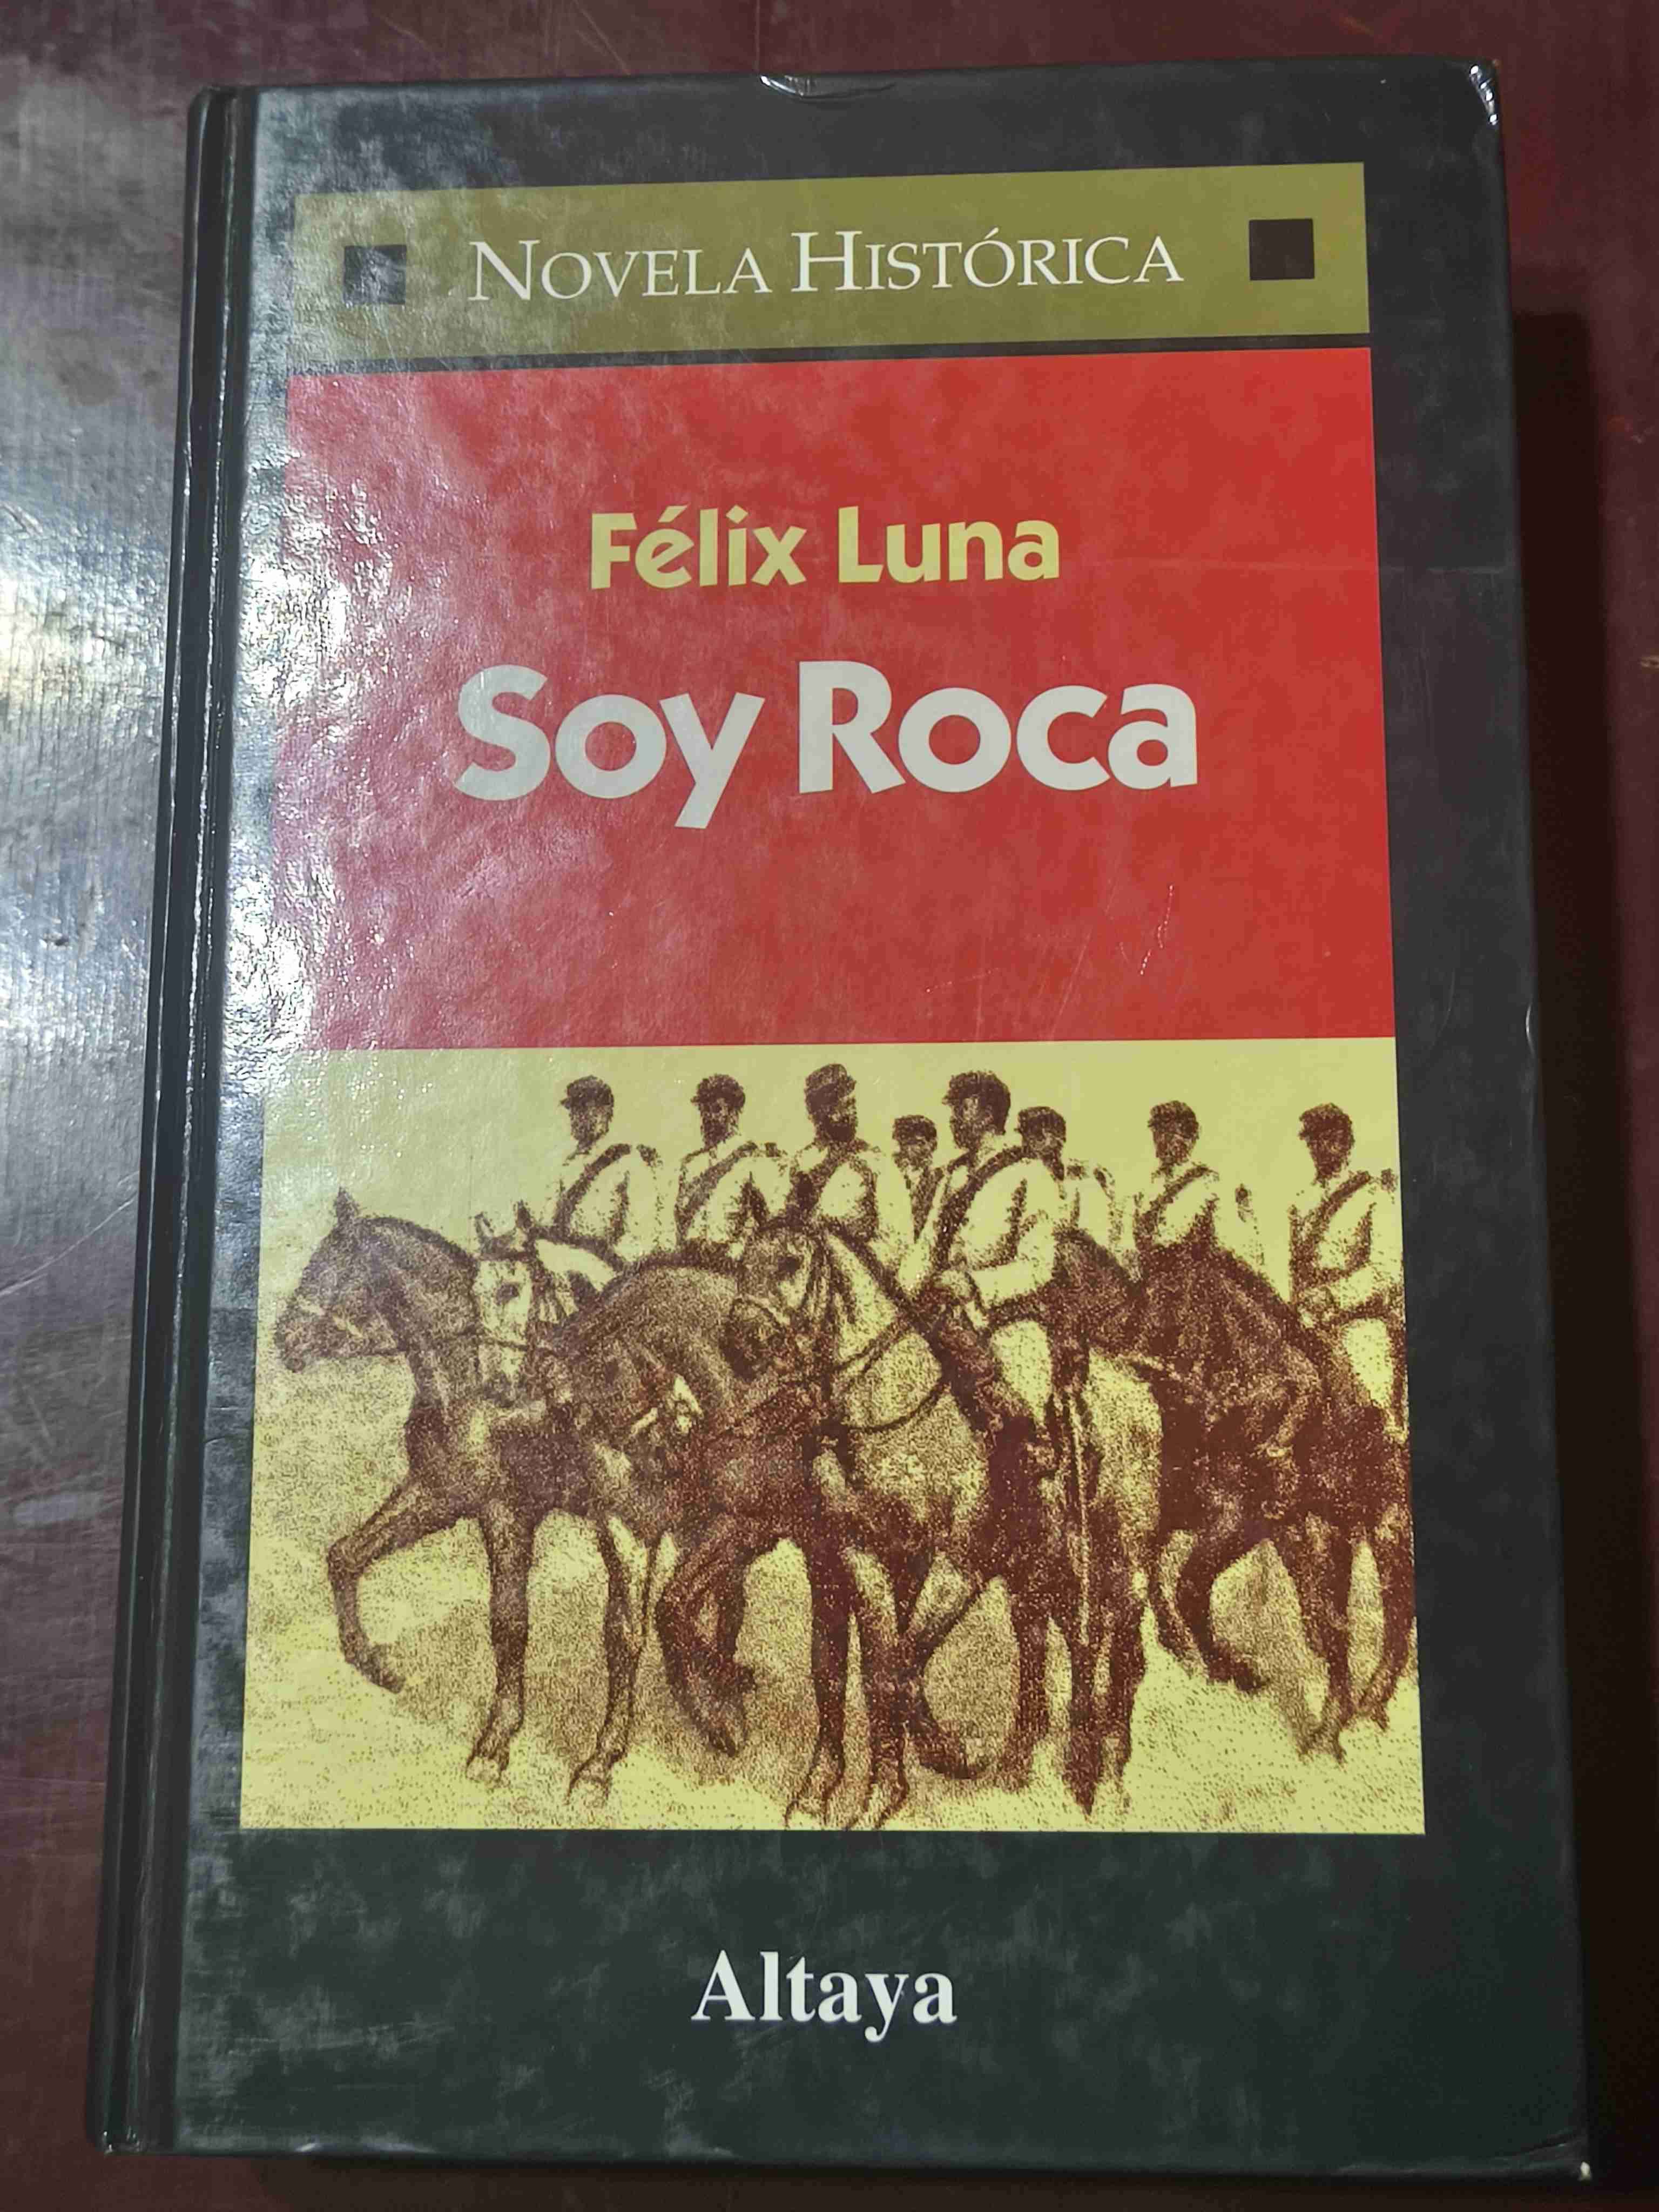 NOVELA HISTÓRICA
Félix Luna
Soy Roca
Altaya